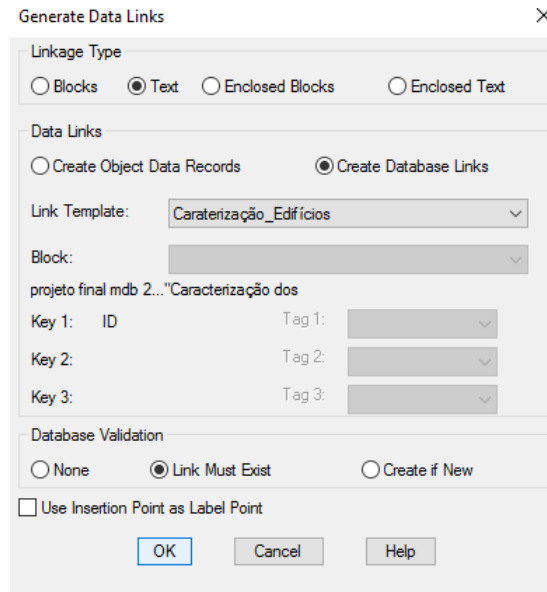 Generate Data Links
Linkage Type
Blocks Text Enclosed Blocks Enclosed Text
Data Links
Create Object Data Records Create Database Links
Link Template: Caraterização_Edifícios
Block:
projeto final mdb 2..."Caracterização dos
Key 1: ID Tag 1:
Key 2: Tag 2:
Key 3: Tag 3:
Database Validation
None Link Must Exist Create if New
Use Insertion Point as Label Point
OK Cancel Help